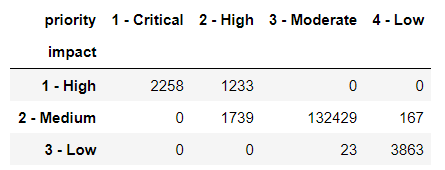 priority 1 - Critical 2 - High 3 - Moderate 4 - Low
impact
1 - High 2258 1233 0 0
2 - Medium 0 1739 132429 167
3 - Low 0 0 23 3863